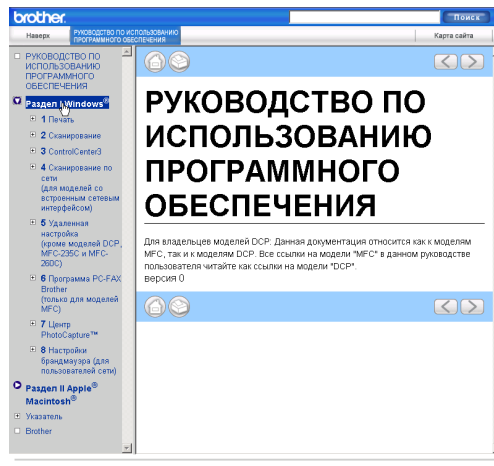 brother.
Поиск
Наверх
РУКОВОДСТВО ПО ИСПОЛЬЗОВАНИЮ
ПРОГРАММНОГО ОБЕСПЕЧЕНИЯ
Карта сайта
РУКОВОДСТВО ПО
ИСПОЛЬЗОВАНИЮ
ПРОГРАММНОГО
ОБЕСПЕЧЕНИЯ
Раздел I Windows®
1 Печать
2 Сканирование
3 ControlCenter3
4 Сканирование по
сети
(для моделей со
встроенным сетевым
интерфейсом)
5 Удаленная
настройка
(кроме моделей DCP,
MFC-235C и MFC-
260C)
6 Программа PC-FAX
Brother
(только для моделей
MFC)
7 Центр
PhotoCapture™
8 Настройки
брандмауэра (для
пользователей сети)
Раздел II Apple®
Macintosh®
Указатель
Brother
РУКОВОДСТВО ПО
ИСПОЛЬЗОВАНИЮ
ПРОГРАММНОГО
ОБЕСПЕЧЕНИЯ
Для владельцев моделей DCP: Данная документация относится как к моделям
MFC, так и к моделям DCP. Все ссылки на модели "MFC" в данном руководстве
пользователя читайте как ссылки на модели "DCP".
версия 0